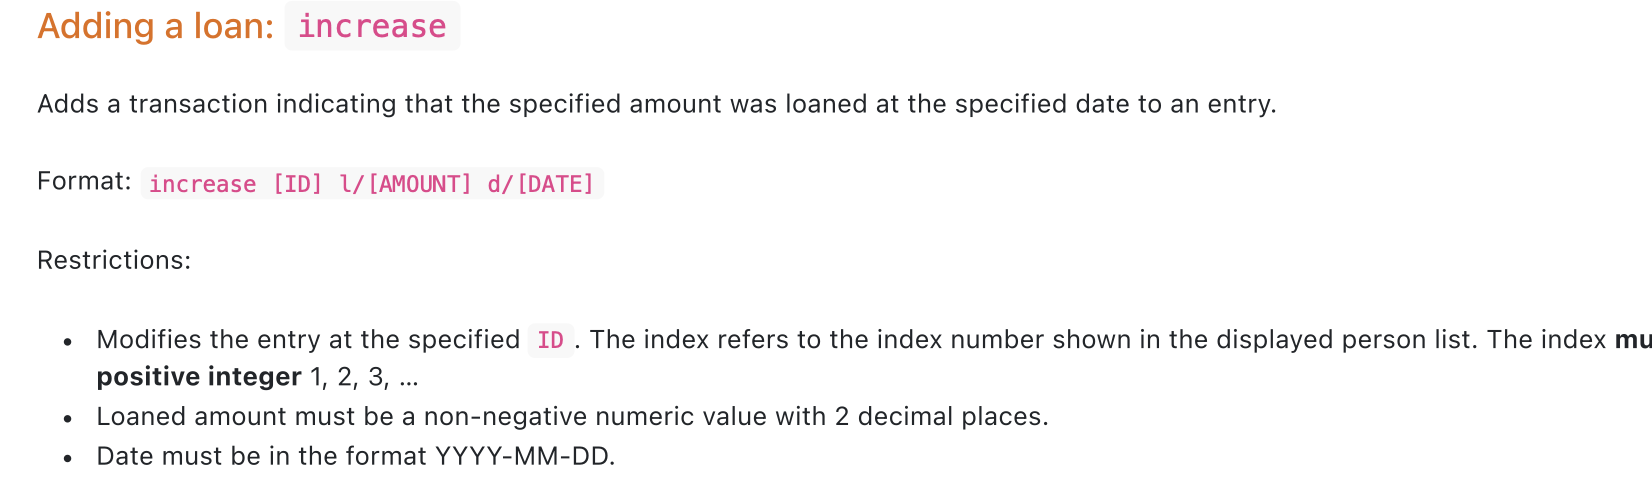 Adding a loan: increase
Adds a transaction indicating that the specified amount was loaned at the specified date to an entry.
Format: increase [ID] l/[AMOUNT] d/[DATE]
Restrictions:
• Modifies the entry at the specified ID. The index refers to the index number shown in the displayed person list. The index
positive integer 1, 2, 3, …
• Loaned amount must be a non-negative numeric value with 2 decimal places.
• Date must be in the format YYYY-MM-DD.